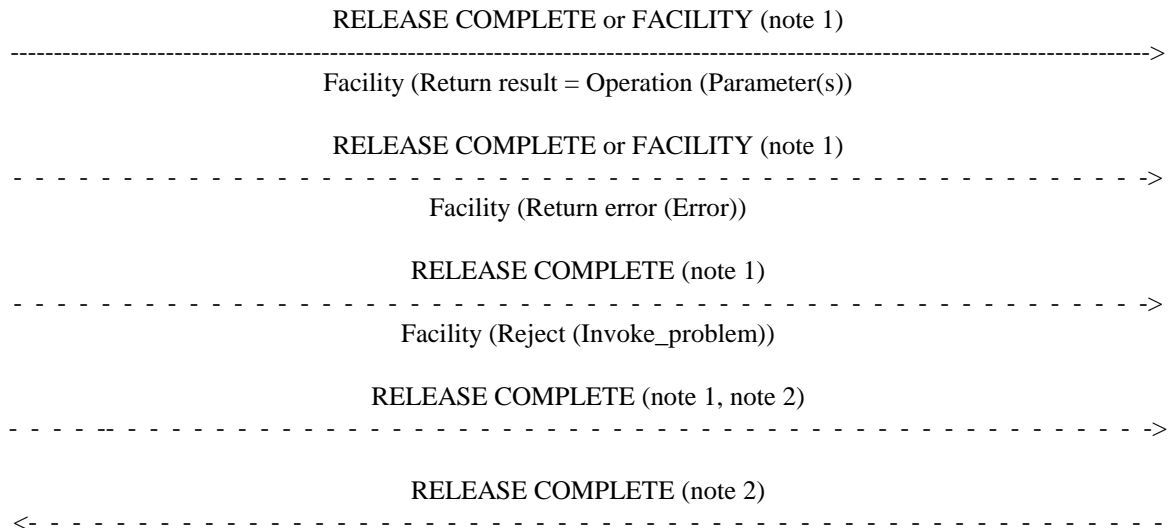 RELEASE COMPLETE or FACILITY (note 1)
------------------------------------------------------------------------------------------------------------------------------------>
Facility (Return result = Operation (Parameter(s))
RELEASE COMPLETE or FACILITY (note 1)
- - - - - - - - - - - - - - - - - - - - - - - - - - - - - - - - - - - - - - - - - - - - - - - - - - - ->
Facility (Return error (Error))
RELEASE COMPLETE (note 1)
- - - - - - - - - - - - - - - - - - - - - - - - - - - - - - - - - - - - - - - - - - - - - - - - - - - ->
Facility (Reject (Invoke_problem))
RELEASE COMPLETE (note 1, note 2)
- - - - -- - - - - - - - - - - - - - - - - - - - - - - - - - - - - - - - - - - - - - - - - - - - - - - ->
RELEASE COMPLETE (note 2)
<- - - - - - - - - - - - - - - - - - - - - - - - - - - - - - - - - - - - - - - - - - - - - - - - - - - -